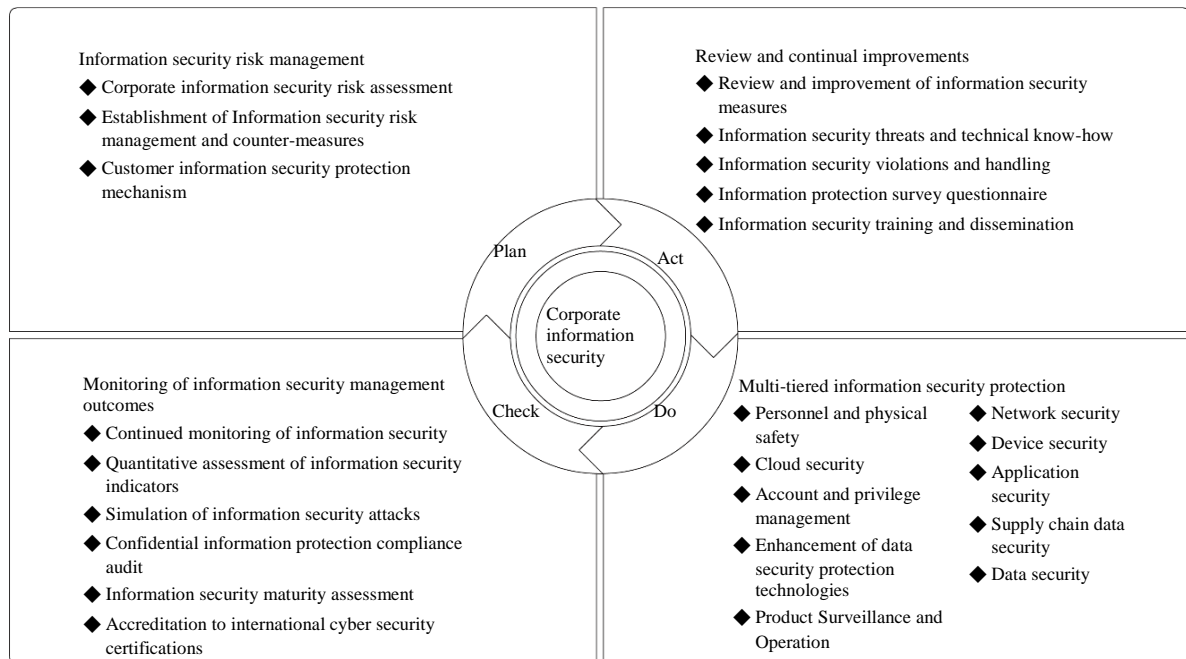 Information security risk management
◆ Corporate information security risk assessment
◆ Establishment of Information security risk
management and counter-measures
◆ Customer information security protection
mechanism
Review and continual improvements
◆ Review and improvement of information security
measures
◆ Information security threats and technical know-how
◆ Information security violations and handling
◆ Information protection survey questionnaire
◆ Information security training and dissemination
Plan
Act
Corporate
information
security
Check
Do
Monitoring of information security management
outcomes
◆ Continued monitoring of information security
◆ Quantitative assessment of information security
indicators
◆ Simulation of information security attacks
◆ Confidential information protection compliance
audit
◆ Information security maturity assessment
◆ Accreditation to international cyber security
certifications
Multi-tiered information security protection
◆ Personnel and physical
safety
◆ Cloud security
◆ Account and privilege
management
◆ Enhancement of data
security protection
technologies
◆ Product Surveillance and
Operation
◆ Network security
◆ Device security
◆ Application
security
◆ Supply chain data
security
◆ Data security